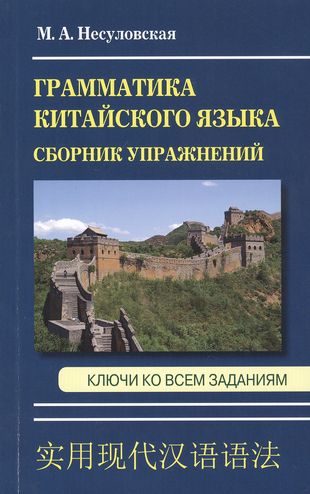 М. А. Несуловская
ГРАММАТИКА
КИТАЙСКОГО ЯЗЫКА
СБОРНИК УПРАЖНЕНИЙ
КЛЮЧИ КО ВСЕМ ЗАДАНИЯМ
实用现代汉语语法